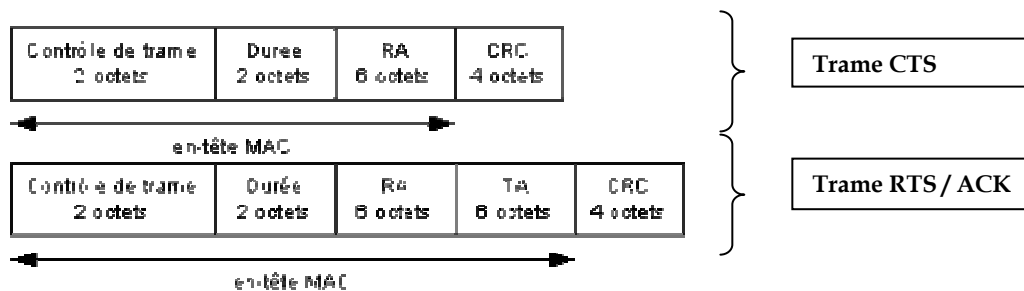 Contrôle de trame
2 octets
Duree
2 octets
RA
6 octets
CRC
4 octets
en-tête MAC
Trame CTS
Contrôle de trame
2 octets
Durée
2 octets
RA
6 octets
TA
6 octets
CRC
4 octets
en-tête MAC
Trame RTS / ACK